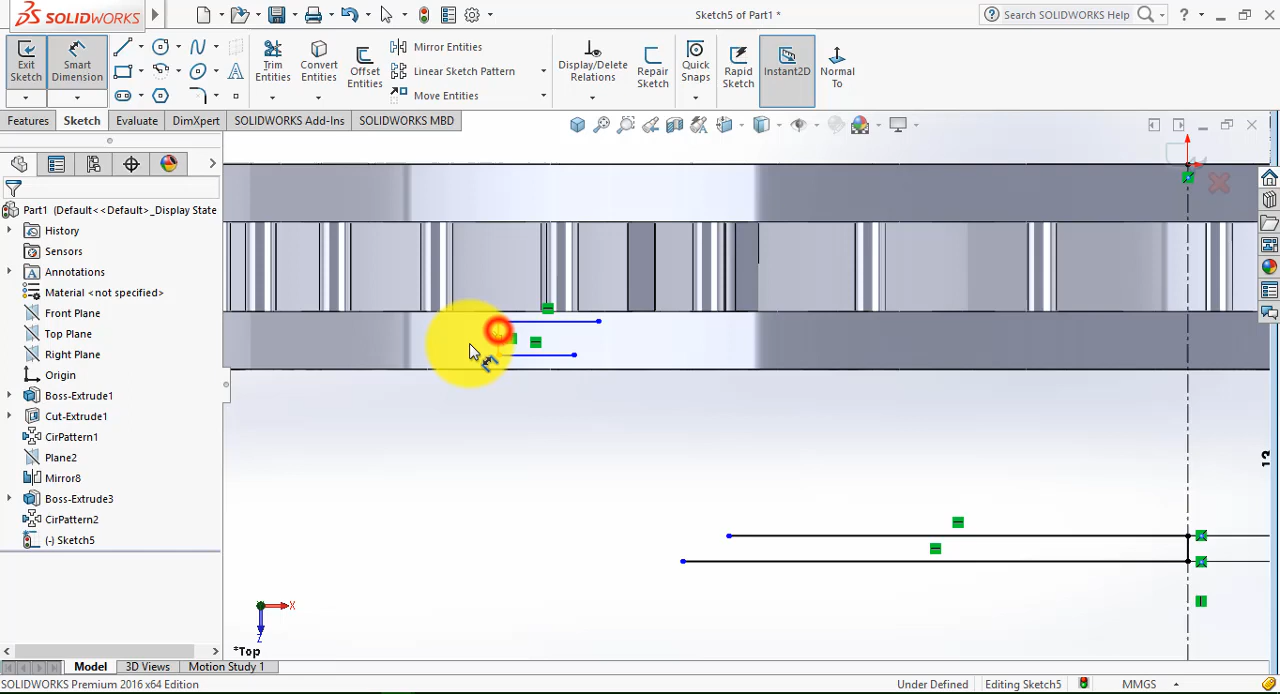 SOLIDWORKS
Sketch5 of Part1 *
Search SOLIDWORKS Help
?
Exit Sketch
Smart Dimension
Trim Entities
Convert Entities
Offset Entities
Mirror Entities
Linear Sketch Pattern
Move Entities
Display/Delete Relations
Repair Sketch
Quick Snaps
Rapid Sketch
Instant2D
Normal To
Features
Sketch
Evaluate
DimXpert
SOLIDWORKS Add-Ins
SOLIDWORKS MBD
Part1 (Default<<Default>_Display State
History
Sensors
Annotations
Material <not specified>
Front Plane
Top Plane
Right Plane
Origin
Boss-Extrude1
Cut-Extrude1
CirPattern1
Plane2
Mirror8
Boss-Extrude3
CirPattern2
(-) Sketch5
X
Z
*Top
Model
3D Views
Motion Study 1
SOLIDWORKS Premium 2016 x64 Edition
Under Defined
Editing Sketch5
MMGS